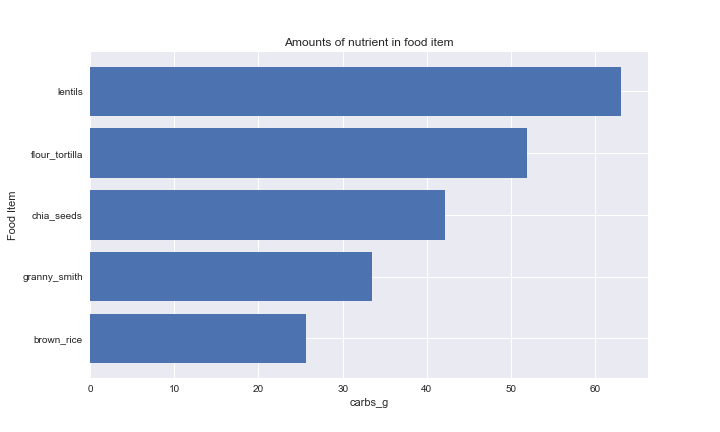 Amounts of nutrient in food item
Food Item
lentils
flour_tortilla
chia_seeds
granny_smith
brown_rice
0 10 20 30 40 50 60
carbs_g